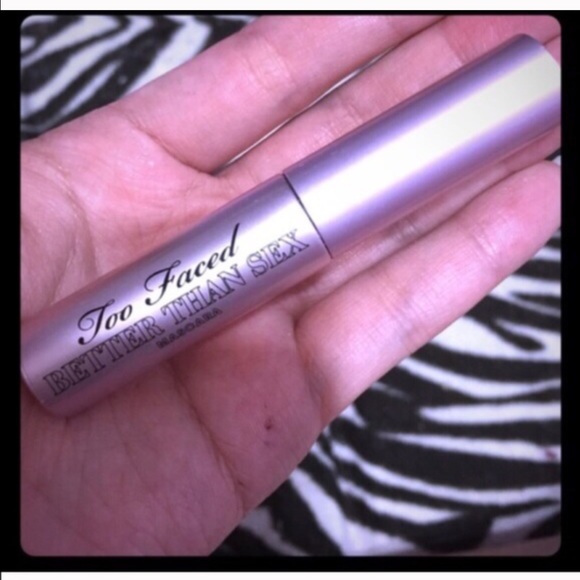 Too Faced
BETTER THAN SEX
MASCARA